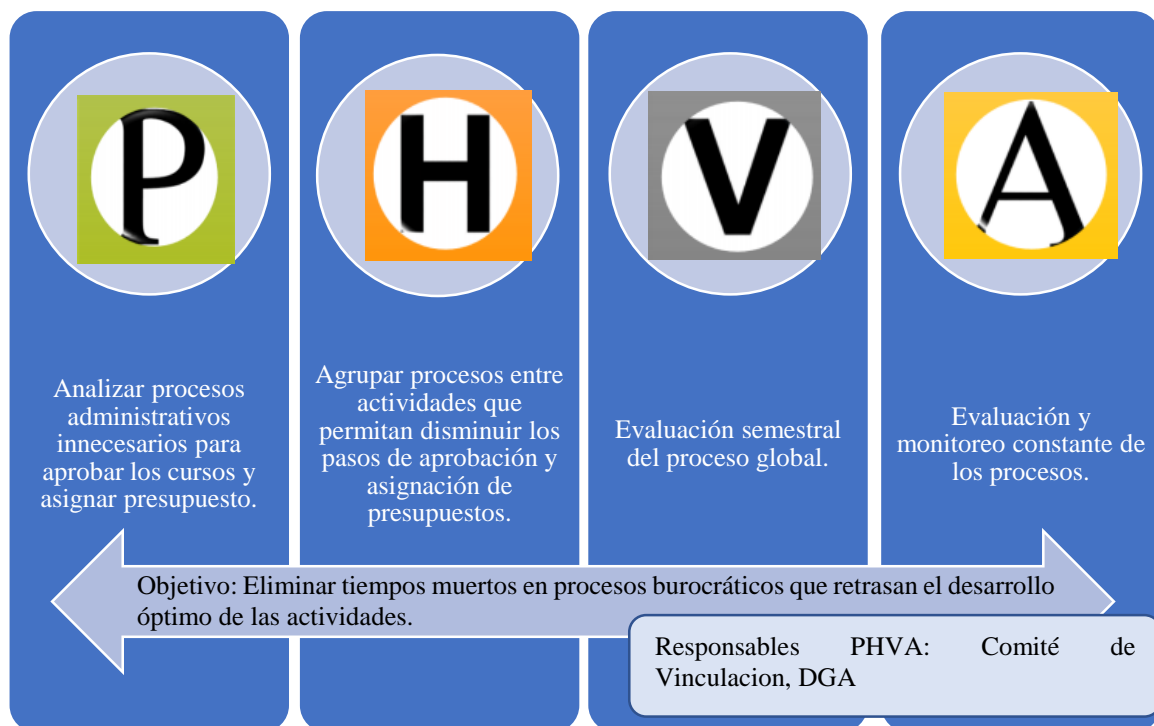 P
Analizar procesos
administrativos
innecesarios para
aprobar los cursos y
asignar presupuesto.
H
Agrupar procesos entre
actividades que
permitan disminuir los
pasos de aprobación y
asignación de
presupuestos.
V
Evaluación semestral
del proceso global.
A
Evaluación y
monitoreo constante de
los procesos.
Objetivo: Eliminar tiempos muertos en procesos burocráticos que retrasan el desarrollo
óptimo de las actividades.
Responsables PHVA: Comité de
Vinculacion, DGA